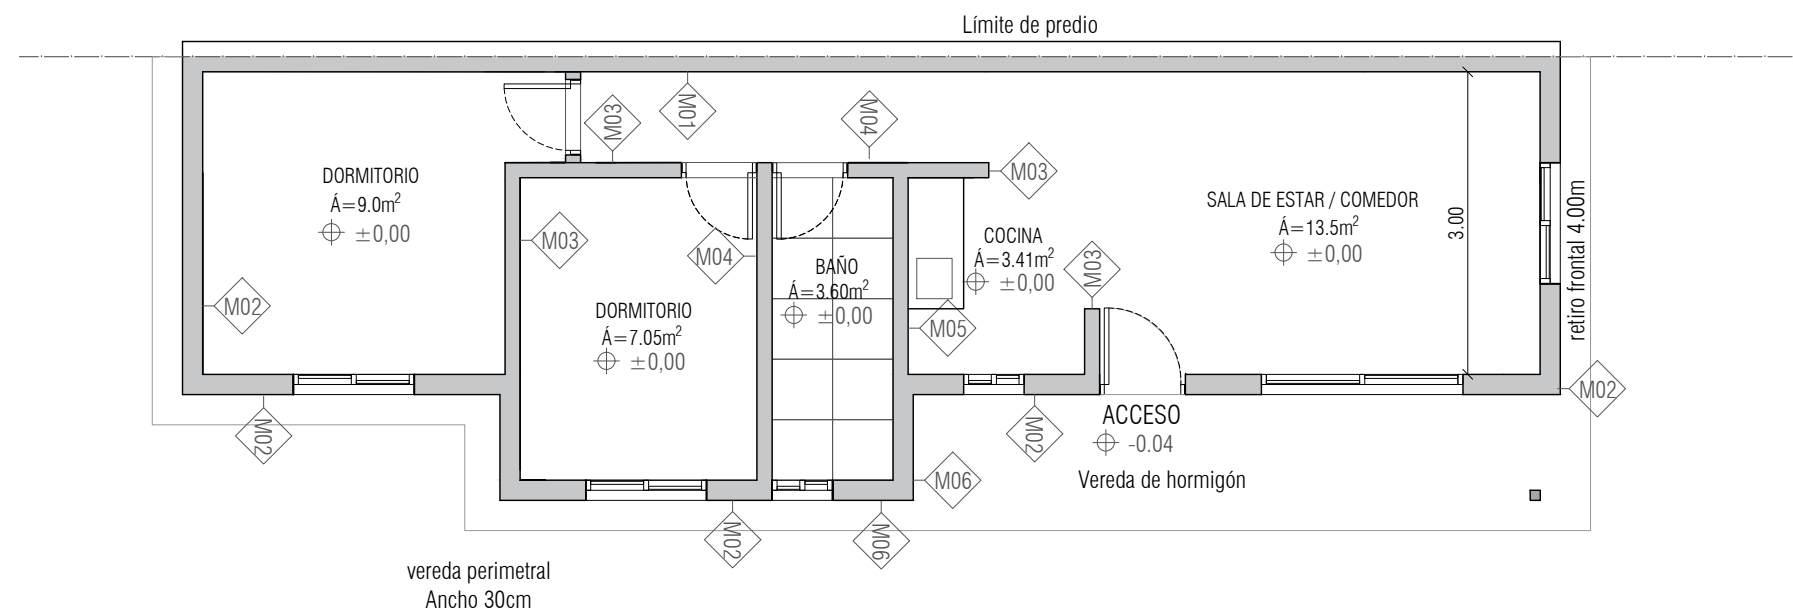 Límite de predio
M03
M01
M04
DORMITORIO
Á=9.0m²
±0,00
M03
SALA DE ESTAR / COMEDOR
Á=13.5m²
±0,00
3.00
retiro frontal 4.00m
M03
M04
COCINA
Á=3.41m²
±0,00
M03
BAÑO
Á=3.60m²
±0,00
M02
DORMITORIO
Á=7.05m²
±0,00
M05
M02
M02
M02
ACCESO
-0.04
Vereda de hormigón
M06
M02
M06
vereda perimetral
Ancho 30cm